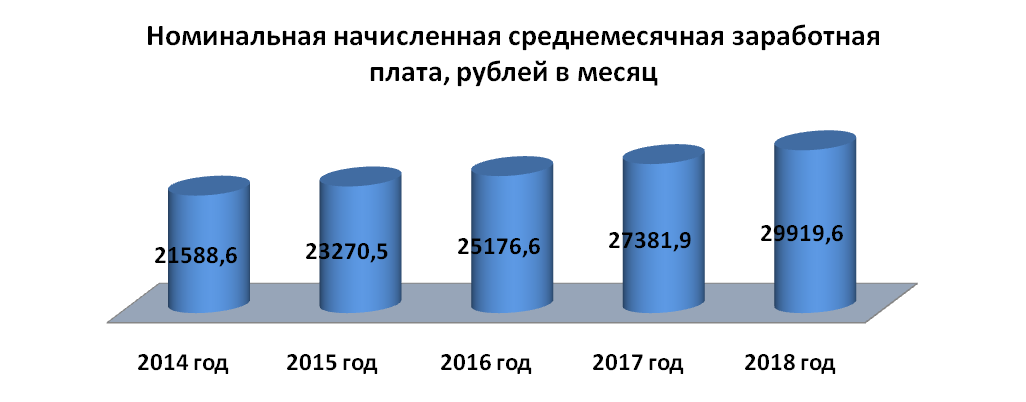 Номинальная начисленная среднемесячная заработная
плата, рублей в месяц
21588,6
23270,5
25176,6
27381,9
29919,6
2014 год
2015 год
2016 год
2017 год
2018 год